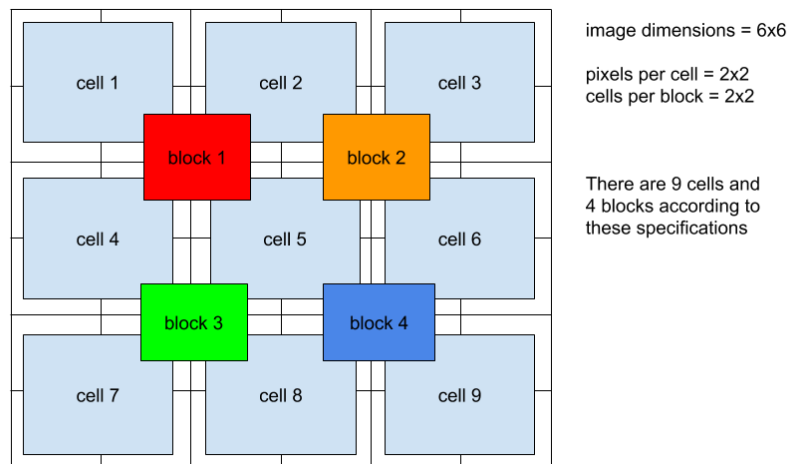 image dimensions = 6x6
cell 1
cell 2
cell 3
pixels per cell = 2x2
cells per block = 2x2
block 1
block 2
There are 9 cells and
4 blocks according to
these specifications
cell 4
cell 5
cell 6
block 3
block 4
cell 7
cell 8
cell 9